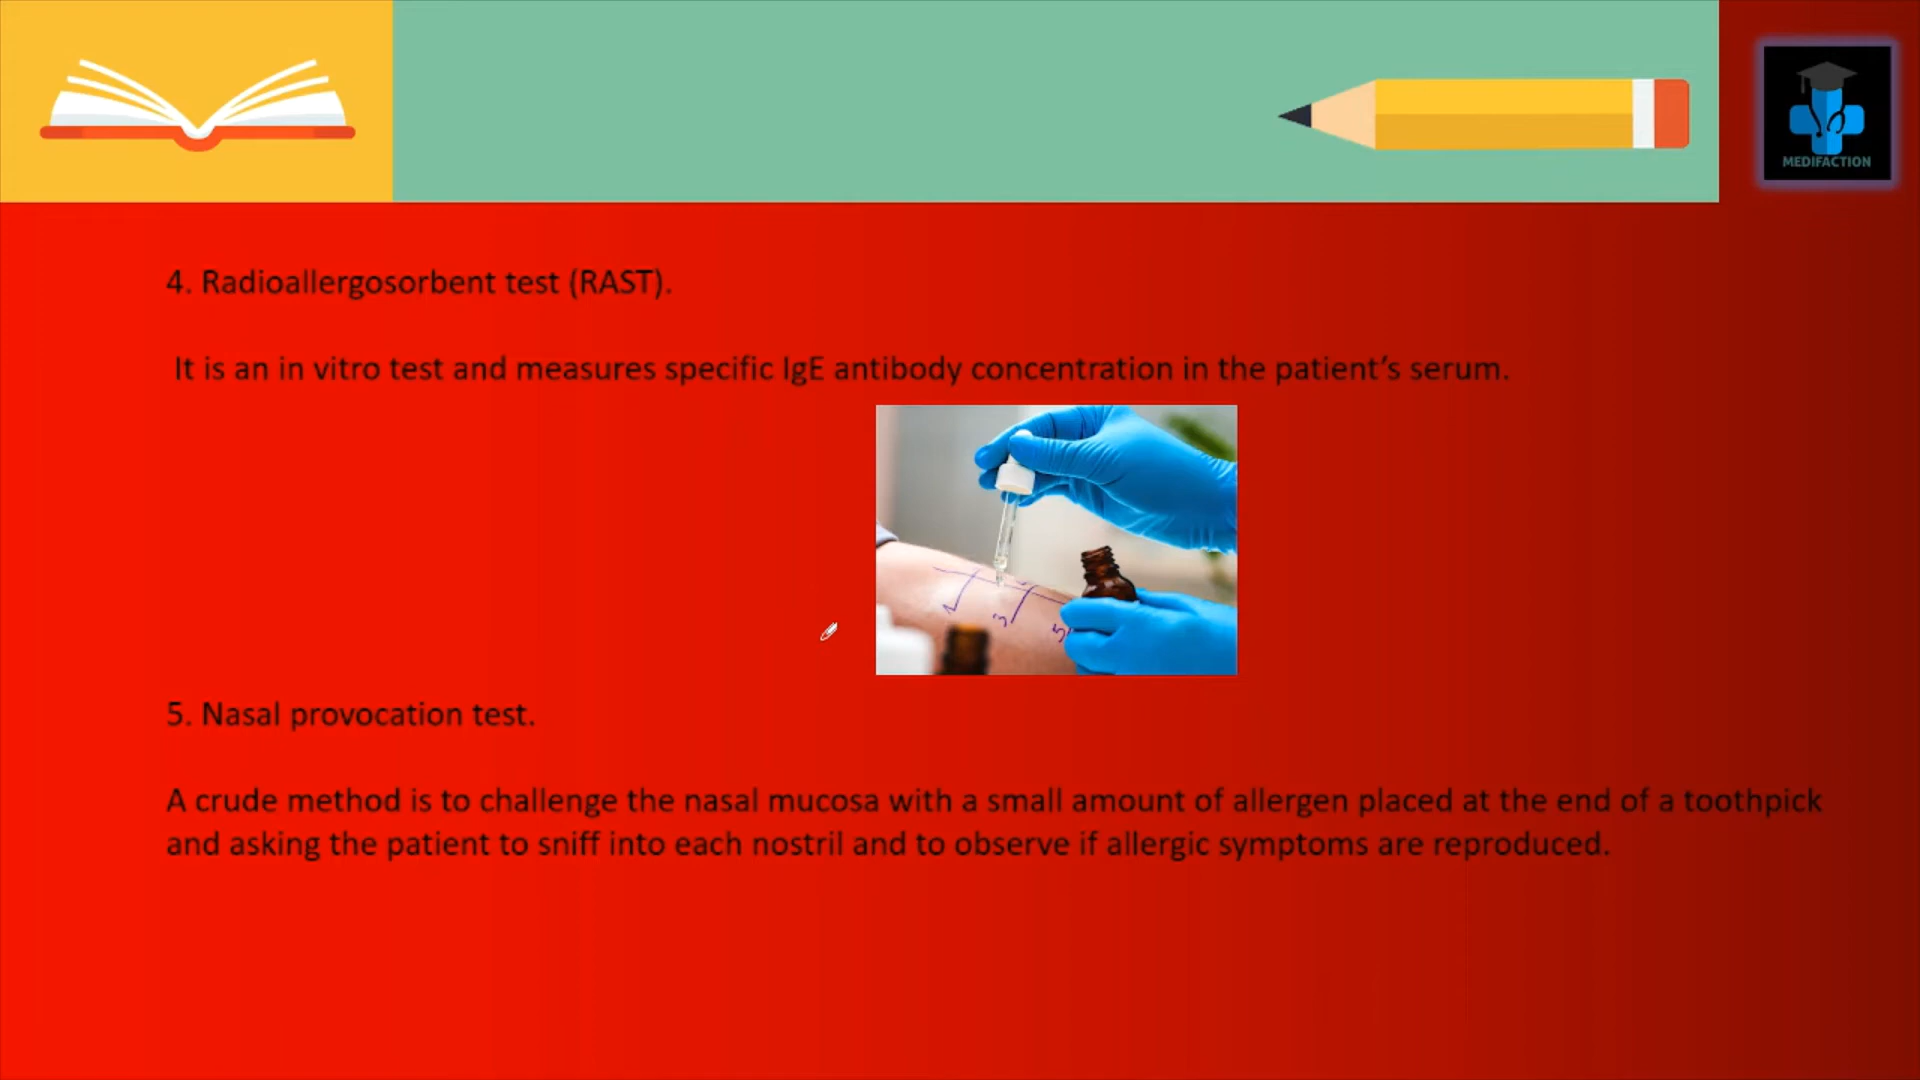 MEDIFACTION
4. Radioallergosorbent test (RAST).
It is an in vitro test and measures specific IgE antibody concentration in the patient’s serum.
3
5. Nasal provocation test.
A crude method is to challenge the nasal mucosa with a small amount of allergen placed at the end of a toothpick
and asking the patient to sniff into each nostril and to observe if allergic symptoms are reproduced.